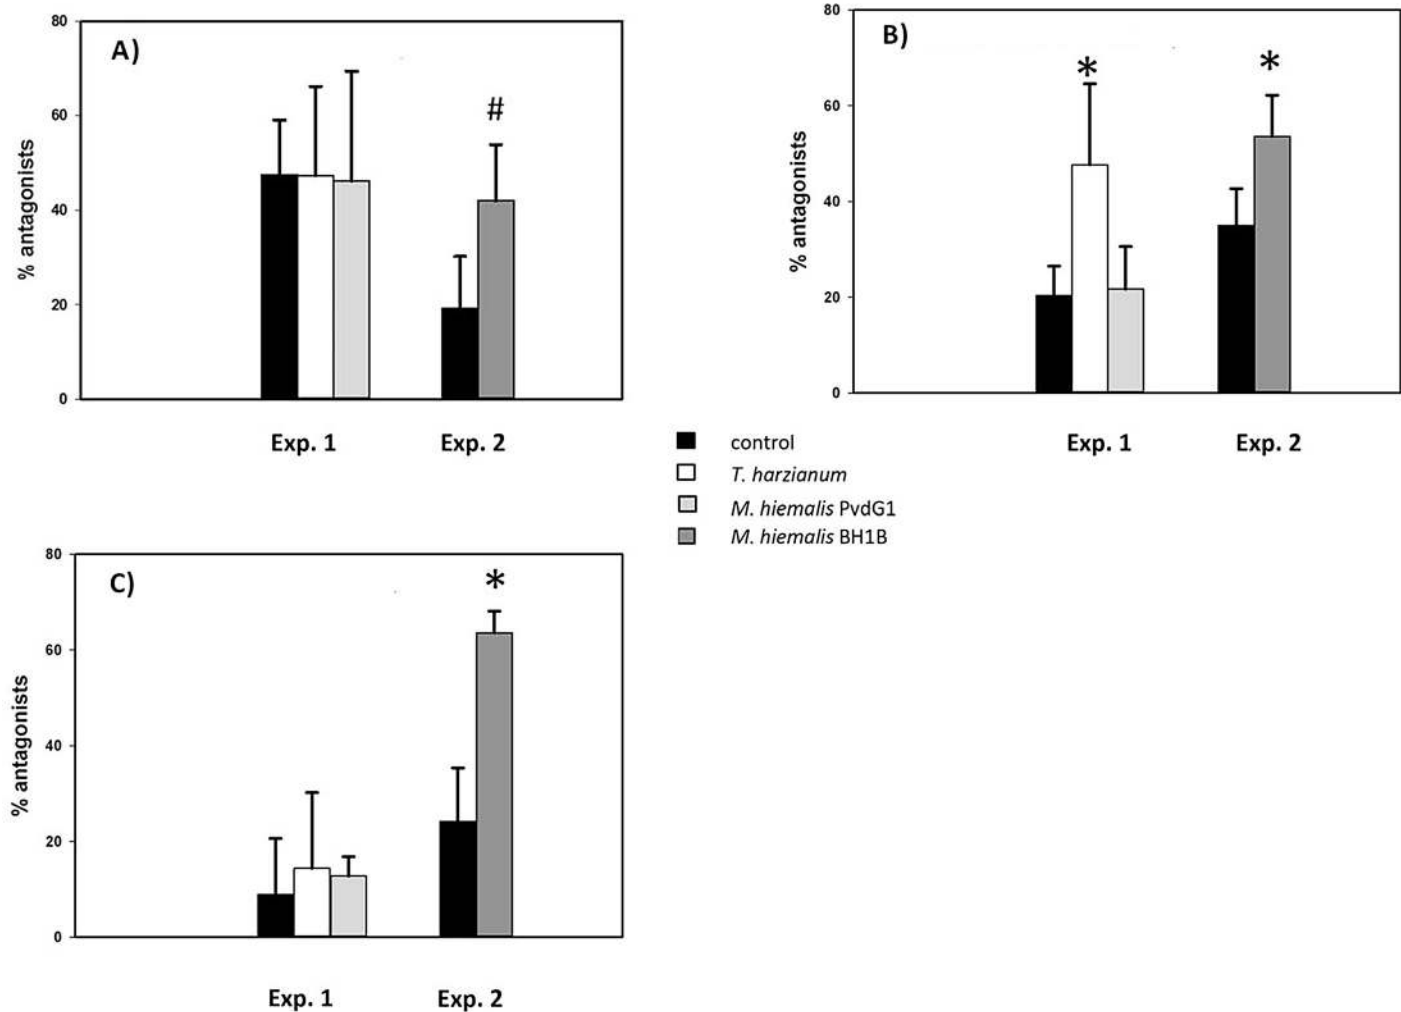 A)
80
60
40
20
0
% antagonists
#
Exp. 1
Exp. 2
B)
80
60
40
20
0
% antagonists
*
*
Exp. 1
Exp. 2
control
T. harzianum
M. hiemalis PvdG1
M. hiemalis BH1B
C)
80
60
40
20
0
% antagonists
*
Exp. 1
Exp. 2